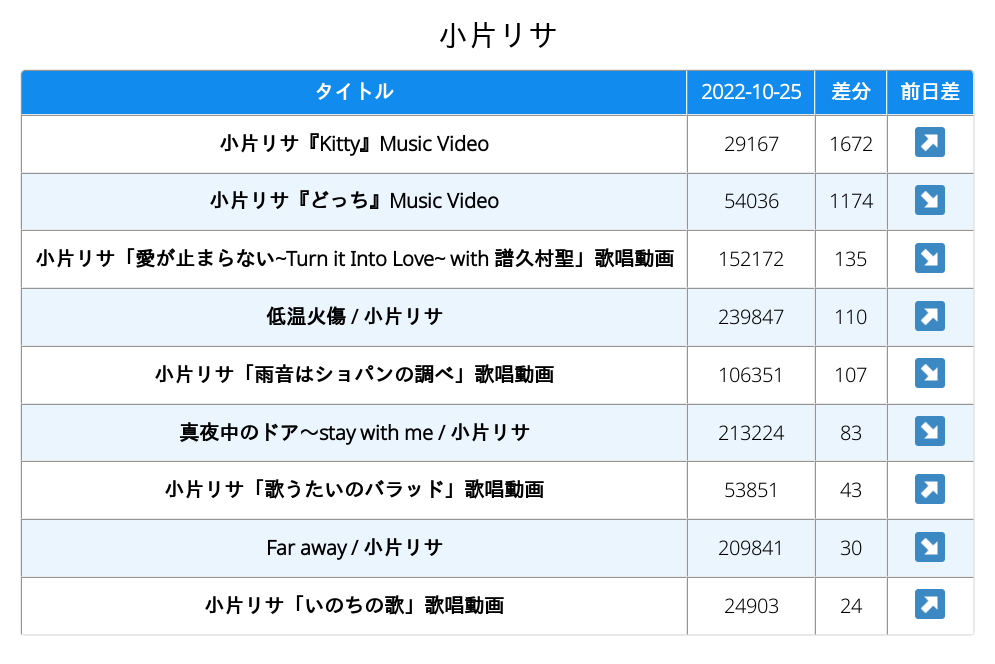 小片リサ
タイトル 2022-10-25 差分 前日差
小片リサ『Kitty』Music Video 29167 1672 ↗
小片リサ『どっち』Music Video 54036 1174 ↘
小片リサ「愛が止まらない~Turn it Into Love~ with 譜久村聖」歌唱動画 152172 135 ↘
低温火傷 / 小片リサ 239847 110 ↗
小片リサ「雨音はショパンの調べ」歌唱動画 106351 107 ↘
真夜中のドア〜stay with me / 小片リサ 213224 83 ↘
小片リサ「歌うたいのバラッド」歌唱動画 53851 43 ↗
Far away / 小片リサ 209841 30 ↘
小片リサ「いのちの歌」歌唱動画 24903 24 ↗